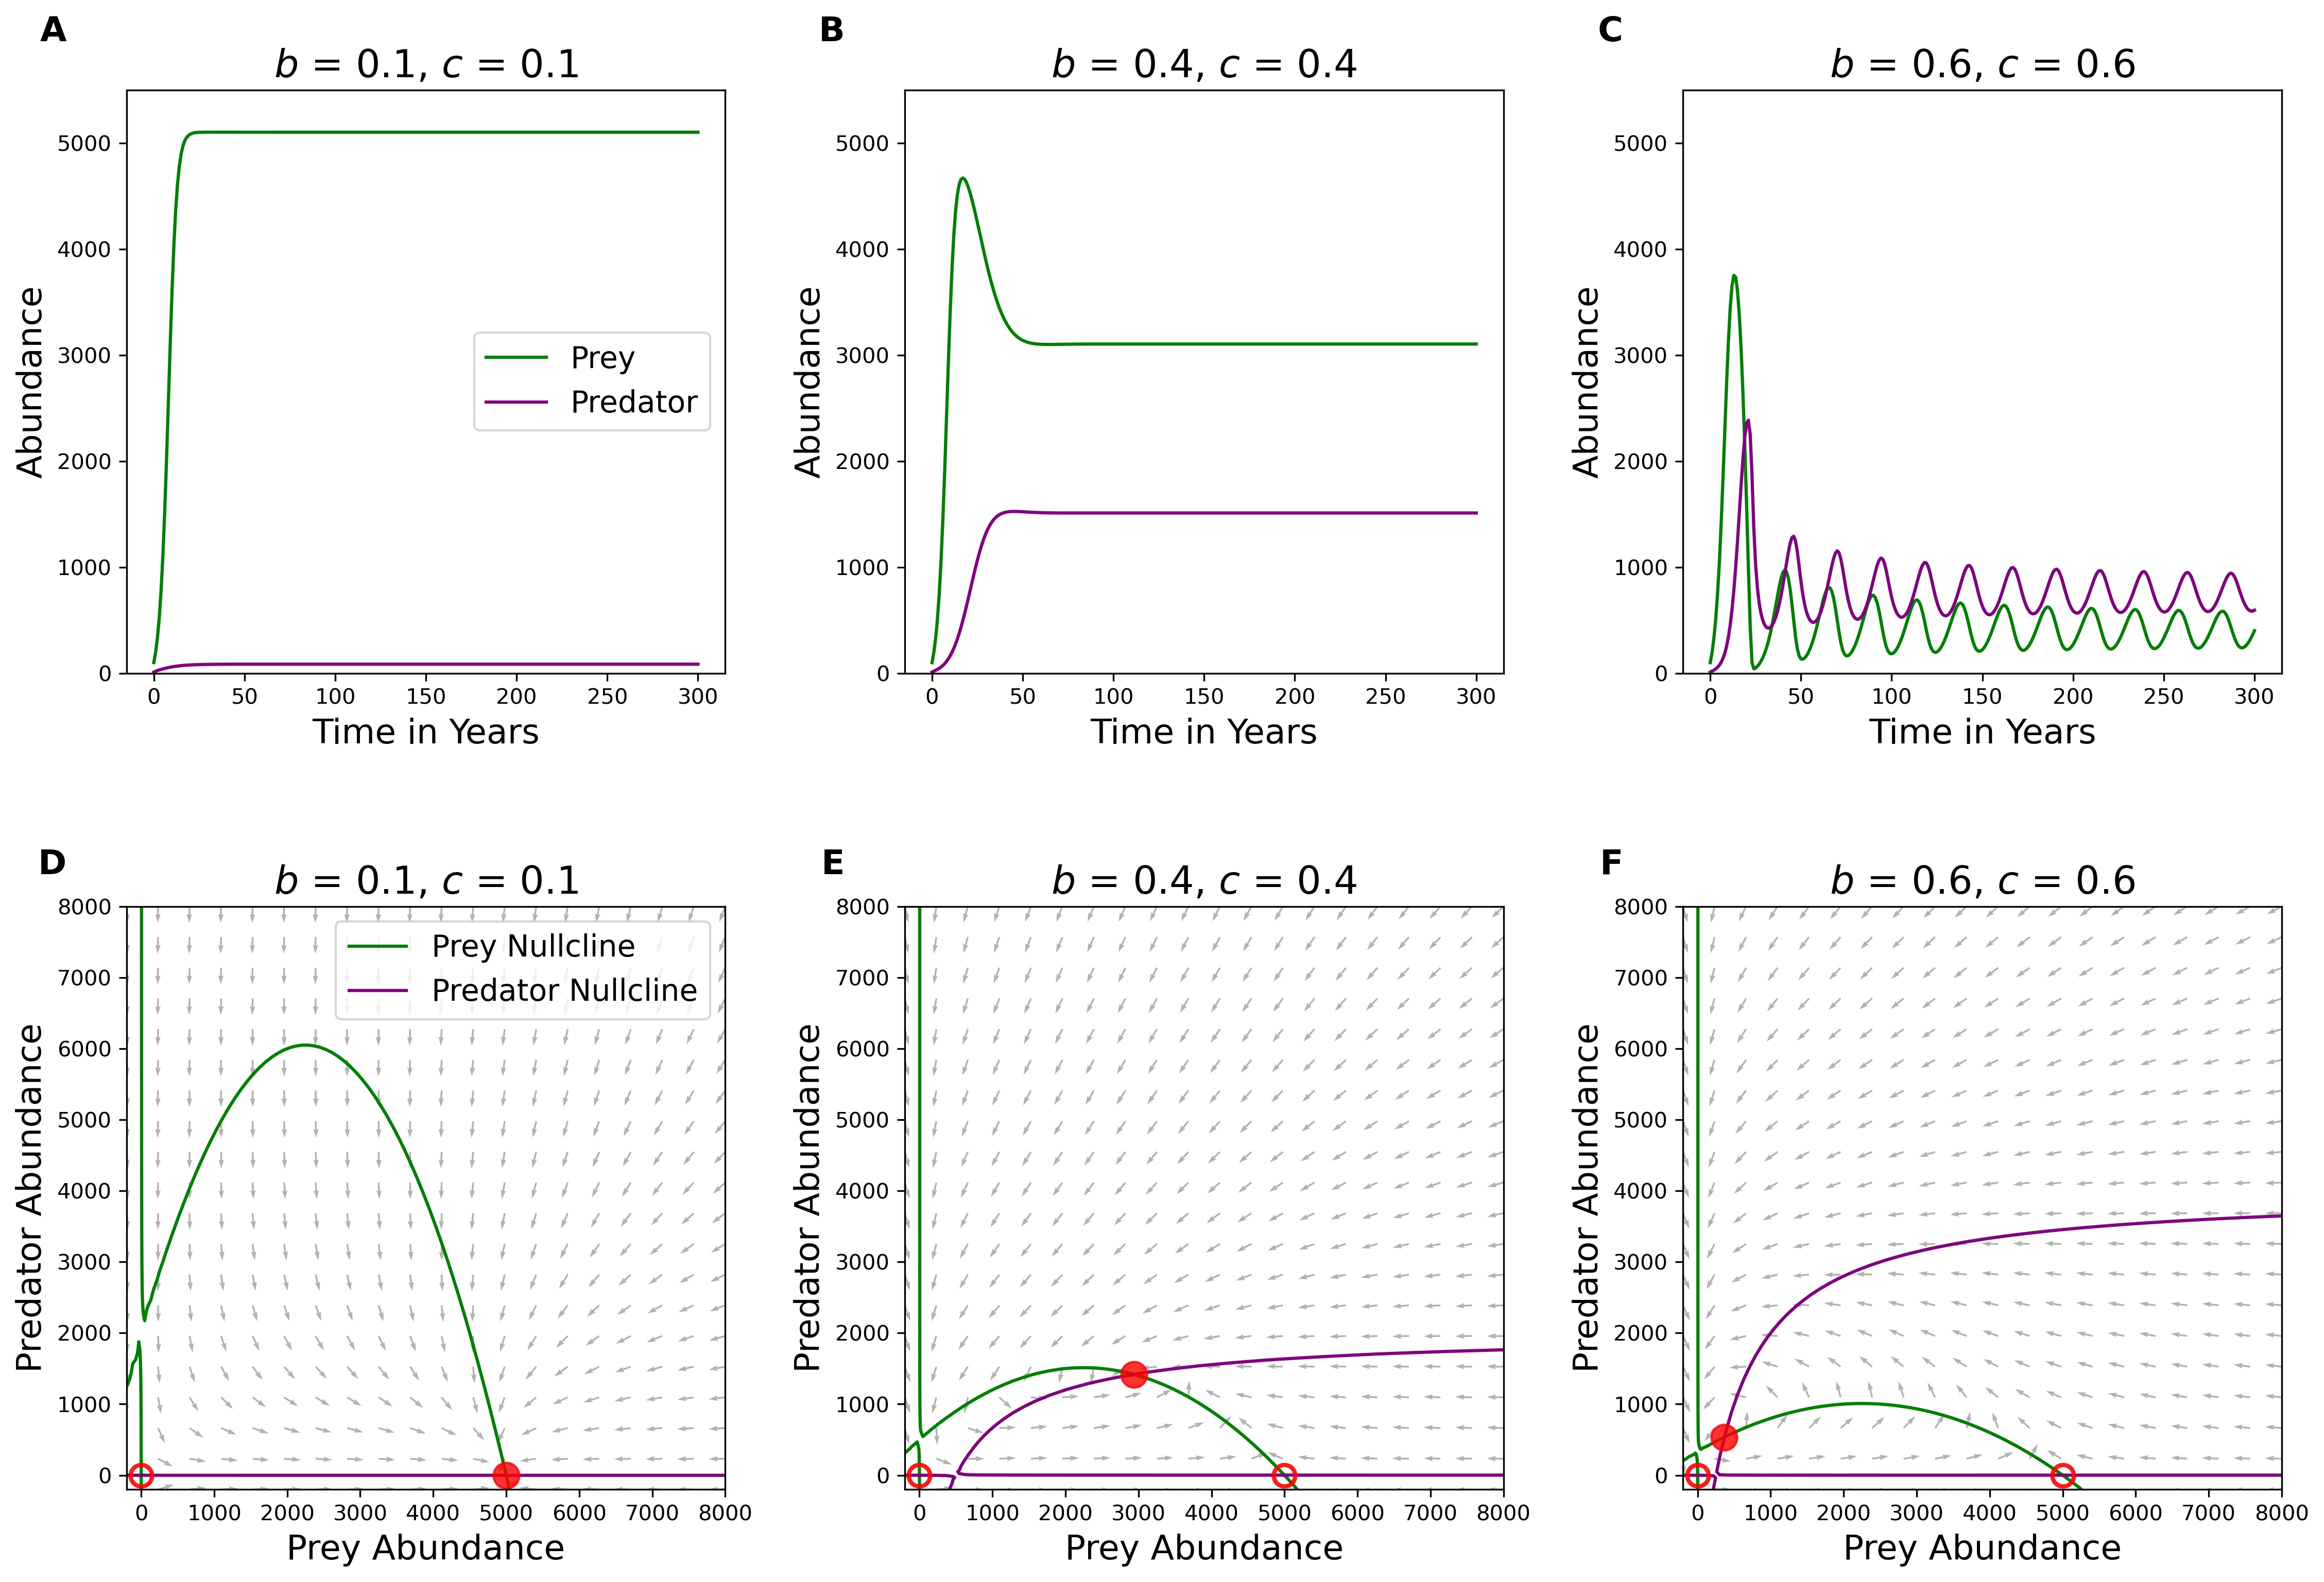 A
b = 0.1, c = 0.1
5000
4000
3000
2000
1000
0
Abundance
Prey
Predator
0 50 100 150 200 250 300
Time in Years
B
b = 0.4, c = 0.4
5000
4000
3000
2000
1000
0
Abundance
0 50 100 150 200 250 300
Time in Years
C
b = 0.6, c = 0.6
5000
4000
3000
2000
1000
0
Abundance
0 50 100 150 200 250 300
Time in Years
D
b = 0.1, c = 0.1
8000
7000
6000
5000
4000
3000
2000
1000
0
Predator Abundance
Prey Nullcline
Predator Nullcline
0 1000 2000 3000 4000 5000 6000 7000 8000
Prey Abundance
E
b = 0.4, c = 0.4
8000
7000
6000
5000
4000
3000
2000
1000
0
Predator Abundance
0 1000 2000 3000 4000 5000 6000 7000 8000
Prey Abundance
F
b = 0.6, c = 0.6
8000
7000
6000
5000
4000
3000
2000
1000
0
Predator Abundance
0 1000 2000 3000 4000 5000 6000 7000 8000
Prey Abundance